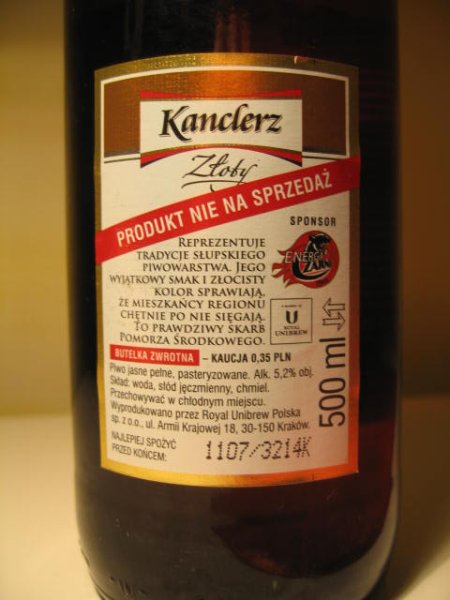 Kanclerz
Złoty
PRODUKT NIE NA SPRZEDAŻ
SPONSOR
ENERGA
REPREZENTUJE
TRADYCJE SŁUPSKIEGO
PIWOWARSTWA. JEGO
WYJĄTKOWY SMAK I ZŁOCISTY
KOLOR SPRAWIAJĄ,
ŻE MIESZKAŃCY REGIONU
CHĘTNIE PO NIE SIĘGAJĄ.
TO PRAWDZIWY SKARB
POMORZA ŚRODKOWEGO.
U
ROYAL
UNIBREW
BUTELKA ZWROTNA – KAUCJA 0,35 PLN
Piwo jasne pełne, pasteryzowane. Alk. 5,2% obj.
Skład: woda, słód jęczmienny, chmiel.
Przechowywać w chłodnym miejscu.
Wyprodukowano przez Royal Unibrew Polska
sp. z o.o., ul. Armii Krajowej 18, 30-150 Kraków.
NAJLEPIEJ SPOŻYĆ
PRZED KOŃCEM:
1107/3214K
500 ml